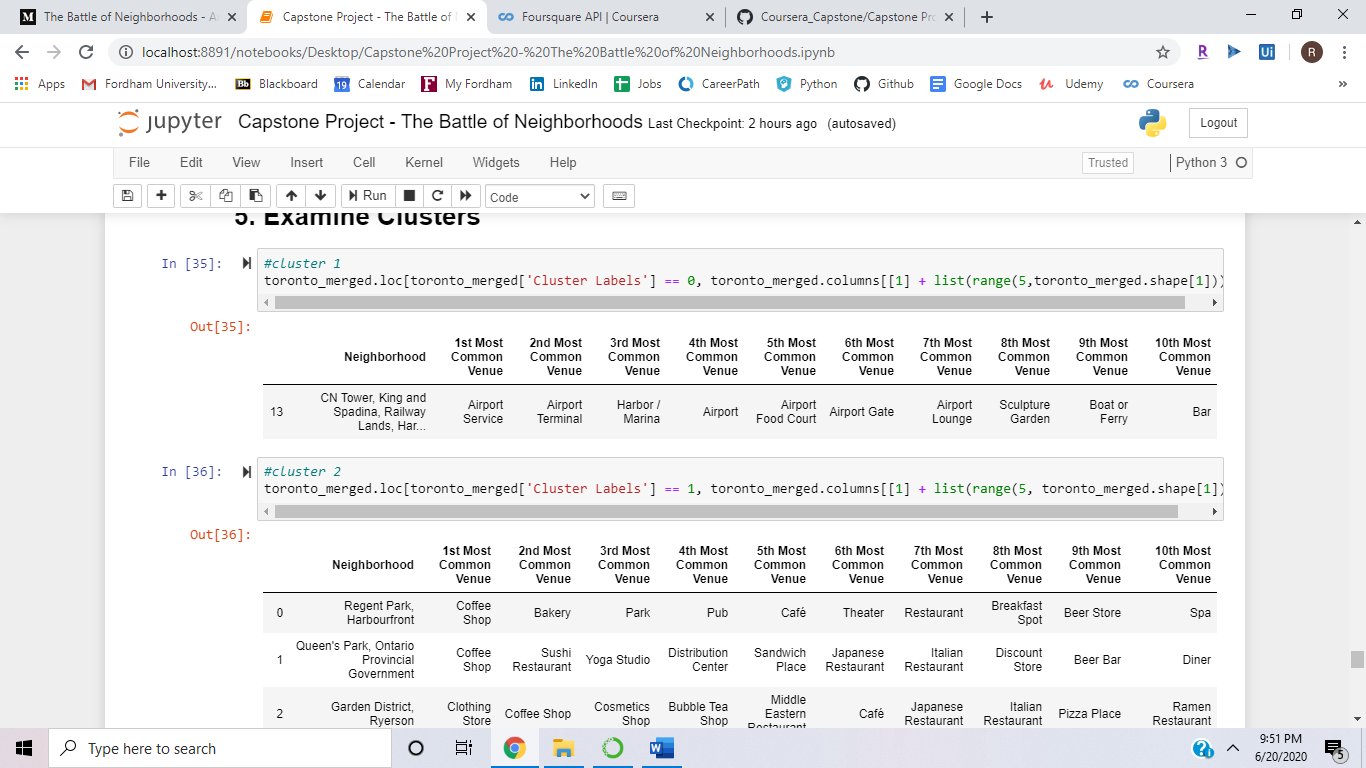 The Battle of Neighborhoods - A
Capstone Project - The Battle of
Foursquare API | Coursera
Coursera_Capstone/Capstone Pr
localhost:8891/notebooks/Desktop/Capstone%20Project%20-%20The%20Battle%20of%20Neighborhoods.ipynb
R
Ui
R
Apps
Fordham University...
Bb Blackboard
19 Calendar
F My Fordham
in LinkedIn
Jobs
CareerPath
Python
Github
Google Docs
Udemy
Coursera
»
jupyter Capstone Project - The Battle of Neighborhoods Last Checkpoint: 2 hours ago (autosaved)
Logout
File Edit View Insert Cell Kernel Widgets Help
Trusted
Python 3
Run
Code
5. Examine Clusters
In [35]:
#cluster 1
toronto_merged.loc[toronto_merged['Cluster Labels'] == 0, toronto_merged.columns[[1] + list(range(5,toronto_merged.shape[1]))
Out[35]:
Neighborhood 1st Most Common Venue 2nd Most Common Venue 3rd Most Common Venue 4th Most Common Venue 5th Most Common Venue 6th Most Common Venue 7th Most Common Venue 8th Most Common Venue 9th Most Common Venue 10th Most Common Venue
13 CN Tower, King and Spadina, Railway Lands, Har... Airport Service Airport Terminal Harbor / Marina Airport Airport Food Court Airport Gate Airport Lounge Sculpture Garden Boat or Ferry Bar
In [36]:
#cluster 2
toronto_merged.loc[toronto_merged['Cluster Labels'] == 1, toronto_merged.columns[[1] + list(range(5, toronto_merged.shape[1])
Out[36]:
Neighborhood 1st Most Common Venue 2nd Most Common Venue 3rd Most Common Venue 4th Most Common Venue 5th Most Common Venue 6th Most Common Venue 7th Most Common Venue 8th Most Common Venue 9th Most Common Venue 10th Most Common Venue
0 Regent Park, Harbourfront Coffee Shop Bakery Park Pub Café Theater Restaurant Breakfast Spot Beer Store Spa
1 Queen's Park, Ontario Provincial Government Coffee Shop Sushi Restaurant Yoga Studio Distribution Center Sandwich Place Japanese Restaurant Italian Restaurant Discount Store Beer Bar Diner
2 Garden District, Ryerson Clothing Store Coffee Shop Cosmetics Shop Bubble Tea Shop Middle Eastern Restaurant Café Japanese Restaurant Italian Restaurant Pizza Place Ramen Restaurant
Type here to search
9:51 PM
6/20/2020
5